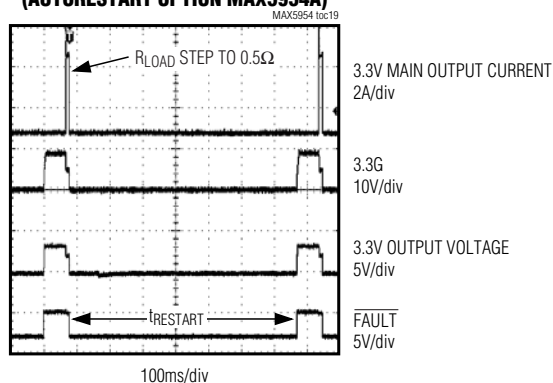 (AUTORESTART OPTION MAX5954A)
MAX5954 toc19
RLOAD STEP TO 0.5Ω
3.3V MAIN OUTPUT CURRENT
2A/div
3.3G
10V/div
3.3V OUTPUT VOLTAGE
5V/div
tRESTART
FAULT
5V/div
100ms/div